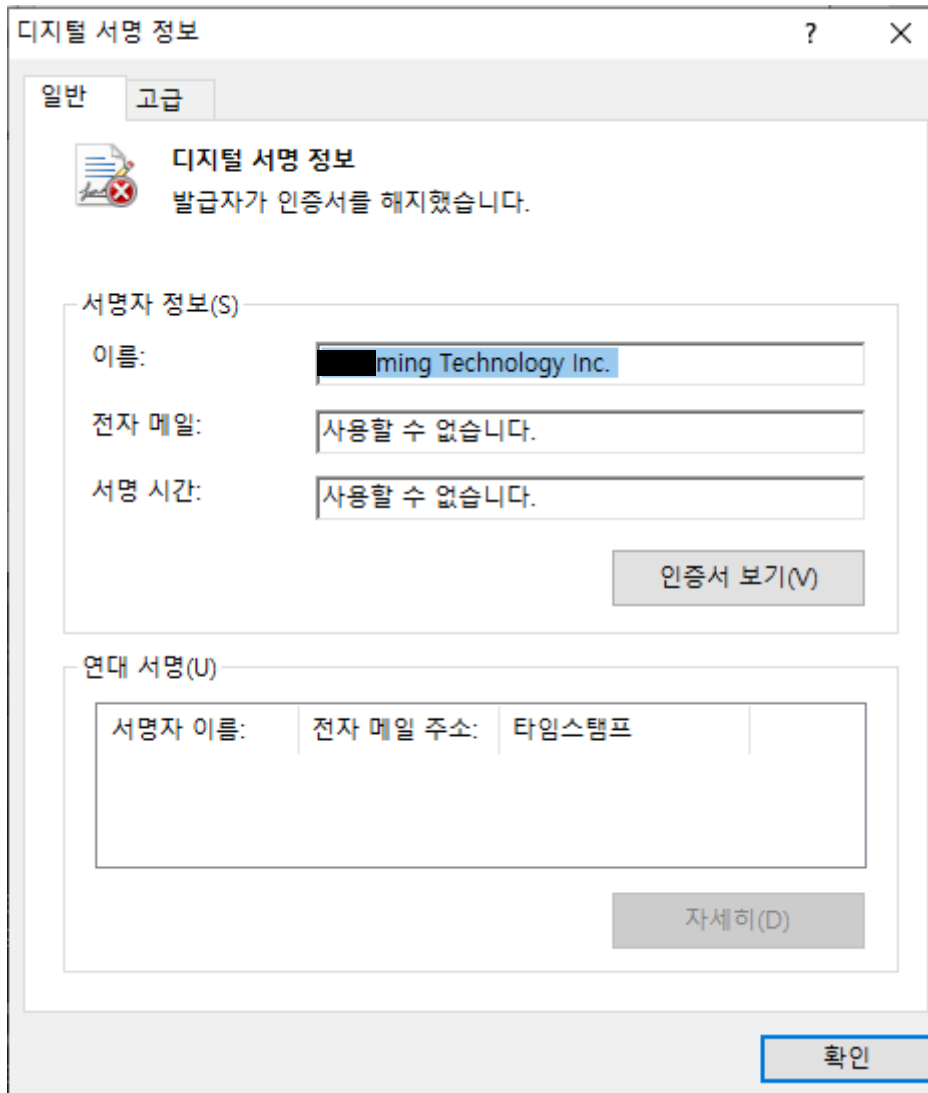 디지털 서명 정보
?
일반
고급
디지털 서명 정보
발급자가 인증서를 해지했습니다.
서명자 정보(S)
이름:
ming Technology Inc.
전자 메일:
사용할 수 없습니다.
서명 시간:
사용할 수 없습니다.
인증서 보기(V)
연대 서명(U)
서명자 이름: 전자 메일 주소: 타임스탬프
자세히(D)
확인